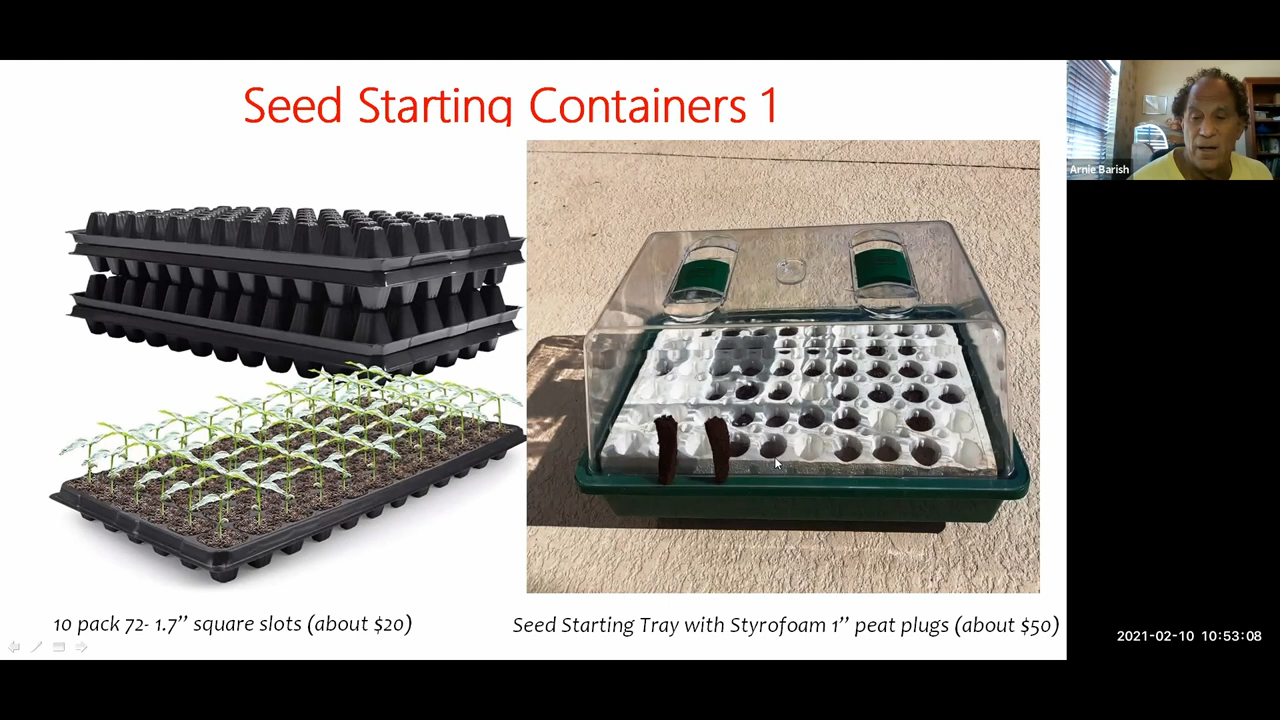 Seed Starting Containers 1
Arnie Barish
10 pack 72- 1.7” square slots (about $20)
Seed Starting Tray with Styrofoam 1” peat plugs (about $50)
2021-02-10 10:53:08